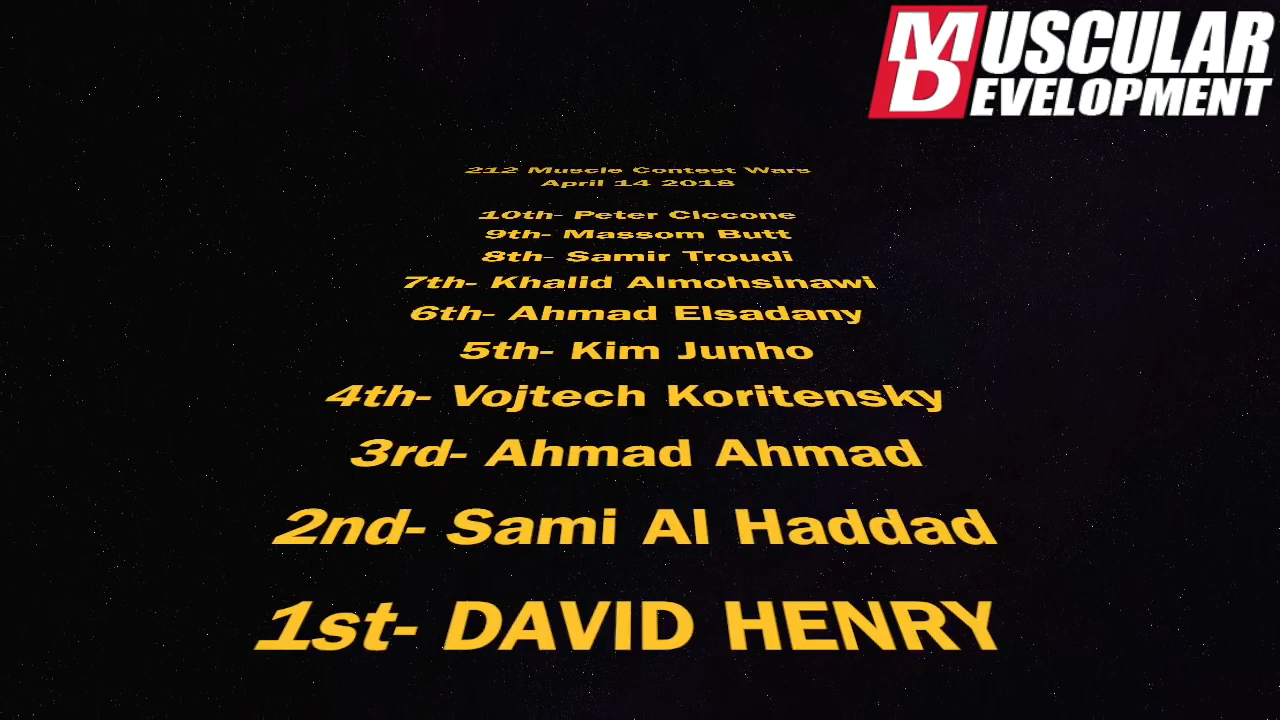 MD MUSCULAR
DEVELOPMENT
212 Muscle Contest Wars
April 14 2018
10th- Peter Ciccone
9th- Massom Butt
8th- Samir Troudi
7th- Khalid Almohsinawi
6th- Ahmad Elsadany
5th- Kim Junho
4th- Vojtech Koritensky
3rd- Ahmad Ahmad
2nd- Sami Al Haddad
1st- DAVID HENRY